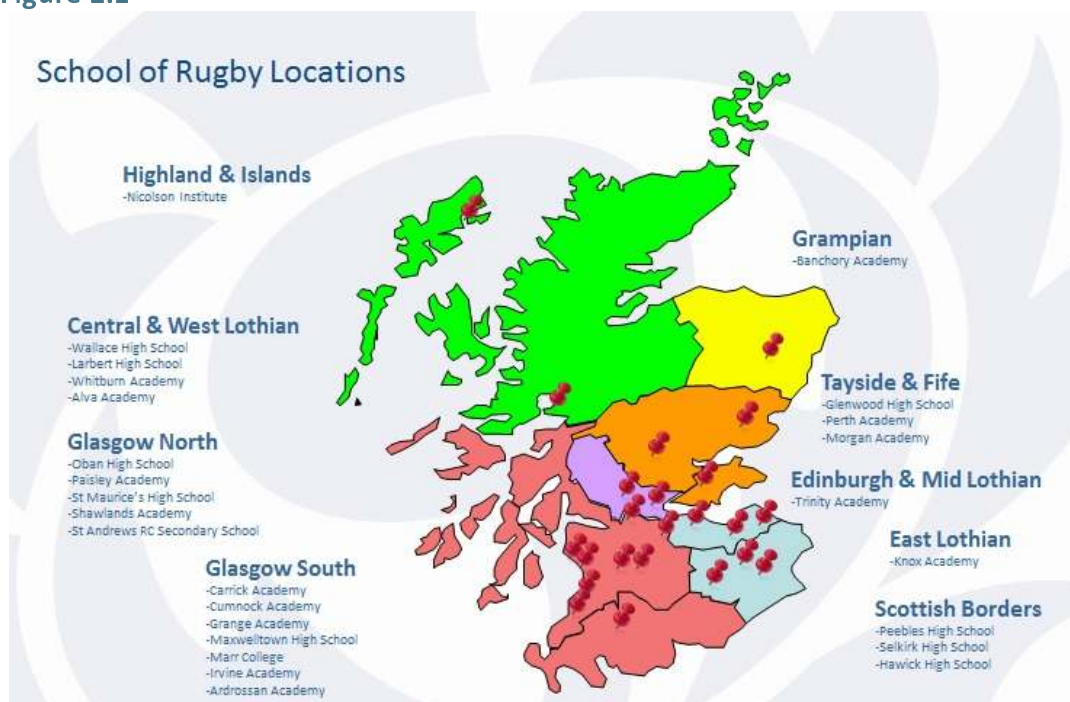 School of Rugby Locations
Highland & Islands
-Nicolson Institute
Central & West Lothian
-Wallace High School
-Larbert High School
-Whitburn Academy
-Alva Academy
Glasgow North
-Oban High School
-Paisley Academy
-St Maurice's High School
-Shawlands Academy
-St Andrews RC Secondary School
Glasgow South
-Carrick Academy
-Cumnock Academy
-Grange Academy
-Maxwelltown High School
-Marr College
-Irvine Academy
-Ardrossan Academy
Grampian
-Banchory Academy
Tayside & Fife
-Glenwood High School
-Perth Academy
-Morgan Academy
Edinburgh & Mid Lothian
-Trinity Academy
East Lothian
-Knox Academy
Scottish Borders
-Peebles High School
-Selkirk High School
-Hawick High School